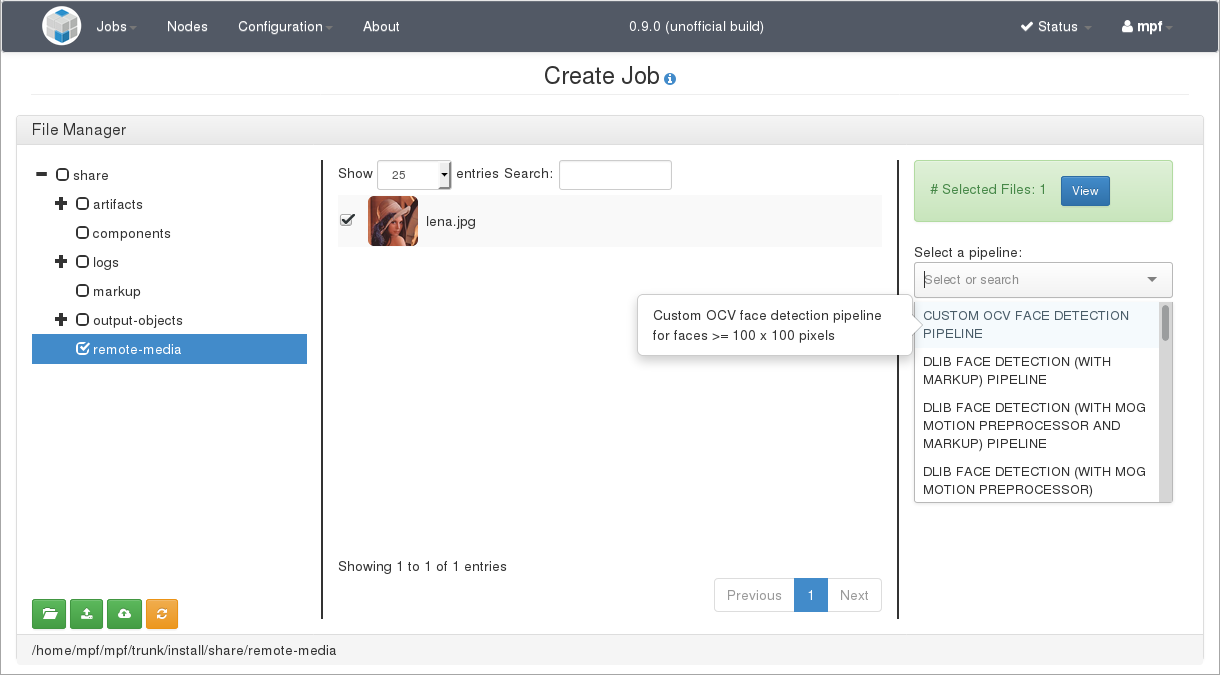 Jobs Nodes Configuration About 0.9.0 (unofficial build) Status mpf
Create Job
File Manager
share
artifacts
components
logs
markup
output-objects
remote-media
Show 25 entries Search:
lena.jpg
Showing 1 to 1 of 1 entries
Previous 1 Next
# Selected Files: 1 View
Select a pipeline:
Select or search
Custom OCV face detection pipeline
for faces >= 100 x 100 pixels
CUSTOM OCV FACE DETECTION
PIPELINE
DLIB FACE DETECTION (WITH
MARKUP) PIPELINE
DLIB FACE DETECTION (WITH MOG
MOTION PREPROCESSOR AND
MARKUP) PIPELINE
DLIB FACE DETECTION (WITH MOG
MOTION PREPROCESSOR)
/home/mpf/mpf/trunk/install/share/remote-media